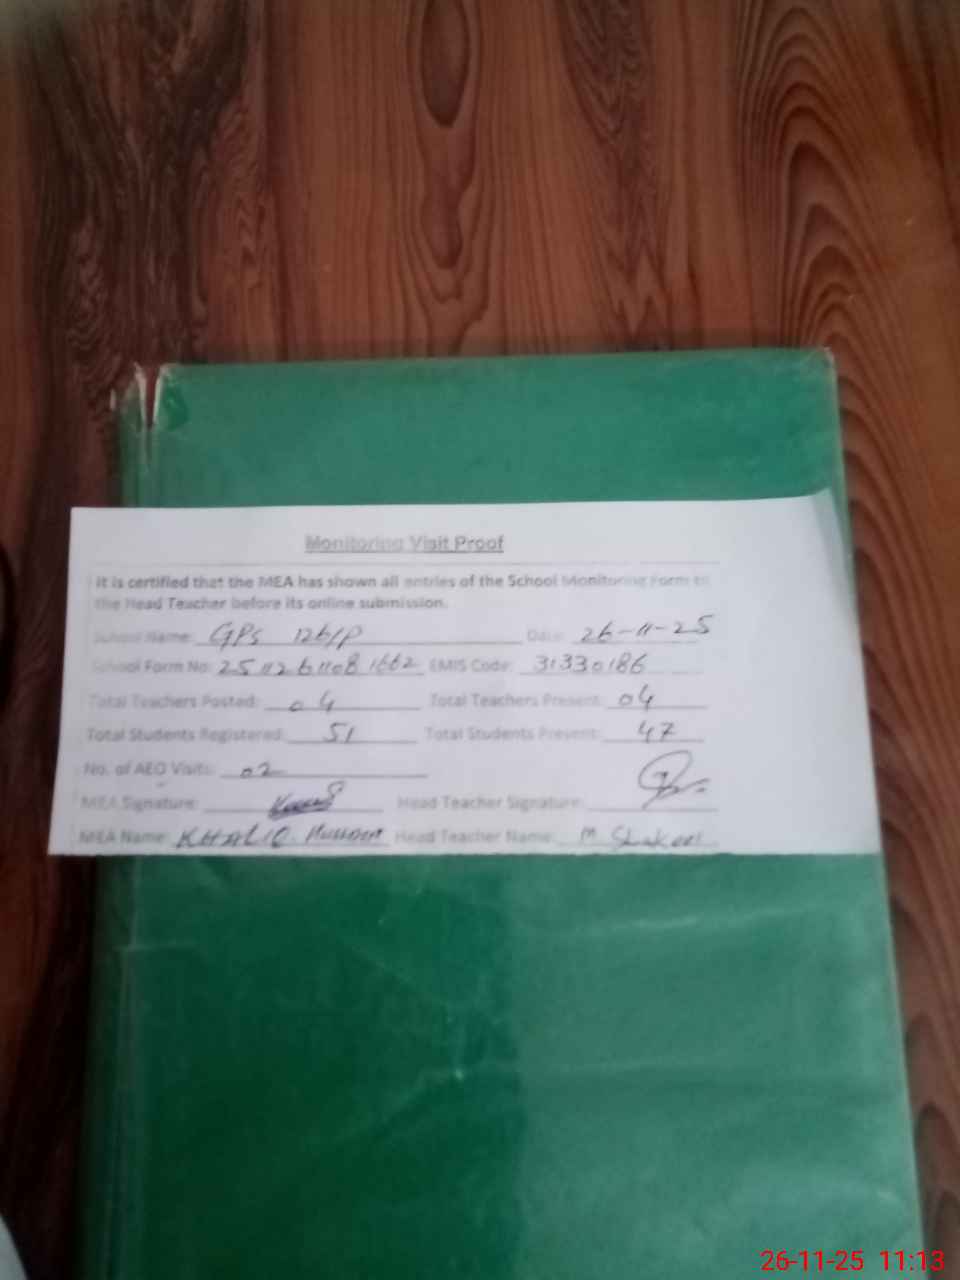 Monitoring Visit Proof
It is certified that the MEA has shown all entries of the School Monitoring Form to
the Head Teacher before its online submission.
School Name: GPS 126/P Date: 26-11-25
School Form No: EMIS Code: 31330186
Total Teachers Posted: 04 Total Teachers Present: 04
Total Students Registered: 51 Total Students Present: 47
No. of AEO Visits: 02
MEA Signature: Head Teacher Signature:
MEA Name: KHALIQ Head Teacher Name: M Shakeel
26-11-25 11:13